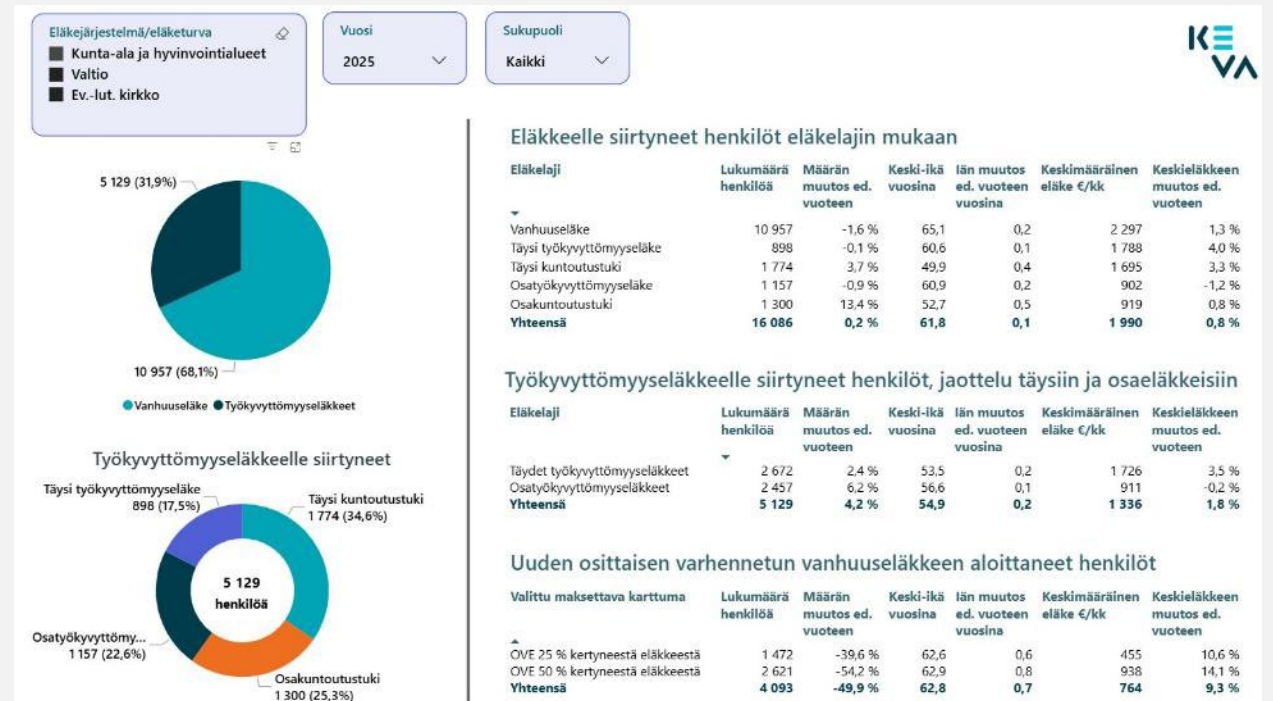 Eläkejärjestelmä/eläketurva
Kunta-ala ja hyvinvointialueet
Valtio
Ev.-lut. kirkko
Vuosi
2025
Sukupuoli
Kaikki
KEVA
5 129 (31,9%)
10 957 (68,1%)
Vanhuuseläke Työkyvyttömyyseläkkeet
Työkyvyttömyyseläkkeelle siirtyneet
Täysi työkyvyttömyyseläke
898 (17,5%)
Täysi kuntoutustuki
1 774 (34,6%)
5 129
henkilöä
Osatyökyvyttömy...
1 157 (22,6%)
Osakuntoutustuki
1 300 (25,3%)
Eläkkeelle siirtyneet henkilöt eläkelajin mukaan
Eläkelaji Lukumäärä Määrän Keski-ikä Iän muutos Keskimääräinen Keskieläkkeen
henkilöä muutos ed. vuosina ed. vuoteen eläke €/kk muutos ed.
vuoteen vuosina vuoteen
Vanhuuseläke 10 957 -1,6 % 65,1 0,2 2 297 1,3 %
Täysi työkyvyttömyyseläke 898 -0,1 % 60,6 0,1 1 788 4,0 %
Täysi kuntoutustuki 1 774 3,7 % 49,9 0,4 1 695 3,3 %
Osatyökyvyttömyyseläke 1 157 -0,9 % 60,9 0,2 902 -1,2 %
Osakuntoutustuki 1 300 13,4 % 52,7 0,5 919 0,8 %
Yhteensä 16 086 0,2 % 61,8 0,1 1 990 0,8 %
Työkyvyttömyyseläkkeelle siirtyneet henkilöt, jaottelu täysiin ja osaeläkkeisiin
Eläkelaji Lukumäärä Määrän Keski-ikä Iän muutos Keskimääräinen Keskieläkkeen
henkilöä muutos ed. vuosina ed. vuoteen eläke €/kk muutos ed.
vuoteen vuosina vuoteen
Täydet työkyvyttömyyseläkkeet 2 672 2,4 % 53,5 0,2 1 726 3,5 %
Osatyökyvyttömyyseläkkeet 2 457 6,2 % 56,6 0,1 911 -0,2 %
Yhteensä 5 129 4,2 % 54,9 0,2 1 336 1,8 %
Uuden osittaisen varhennetun vanhuuseläkkeen aloittaneet henkilöt
Valittu maksettava karttuma Lukumäärä Määrän Keski-ikä Iän muutos Keskimääräinen Keskieläkkeen
henkilöä muutos ed. vuosina ed. vuoteen eläke €/kk muutos ed.
vuoteen vuosina vuoteen
OVE 25 % kertyneestä eläkkeestä 1 472 -39,6 % 62,6 0,6 455 10,6 %
OVE 50 % kertyneestä eläkkeestä 2 621 -54,2 % 62,9 0,8 938 14,1 %
Yhteensä 4 093 -49,9 % 62,8 0,7 764 9,3 %